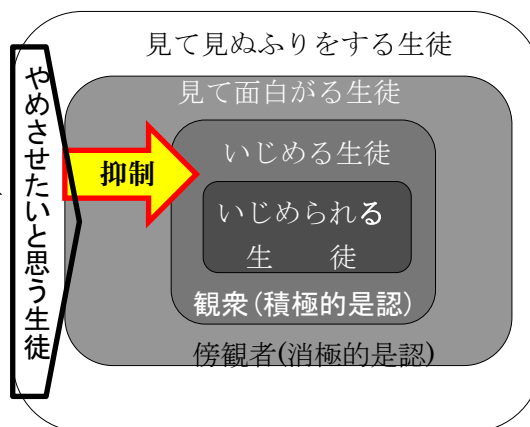 見て見ぬふりをする生徒
見て面白がる生徒
いじめる生徒
いじめられる
生　徒
観衆(積極的是認)
傍観者(消極的是認)
抑制
やめさせたいと思う生徒